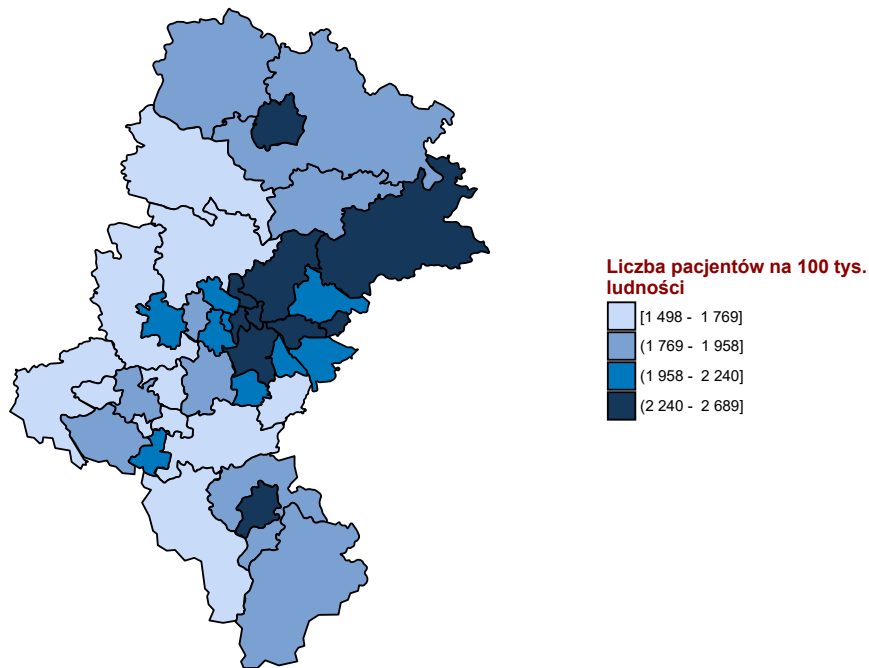 Liczba pacjentów na 100 tys.
ludności
[1 498 - 1 769]
(1 769 - 1 958]
(1 958 - 2 240]
(2 240 - 2 689]